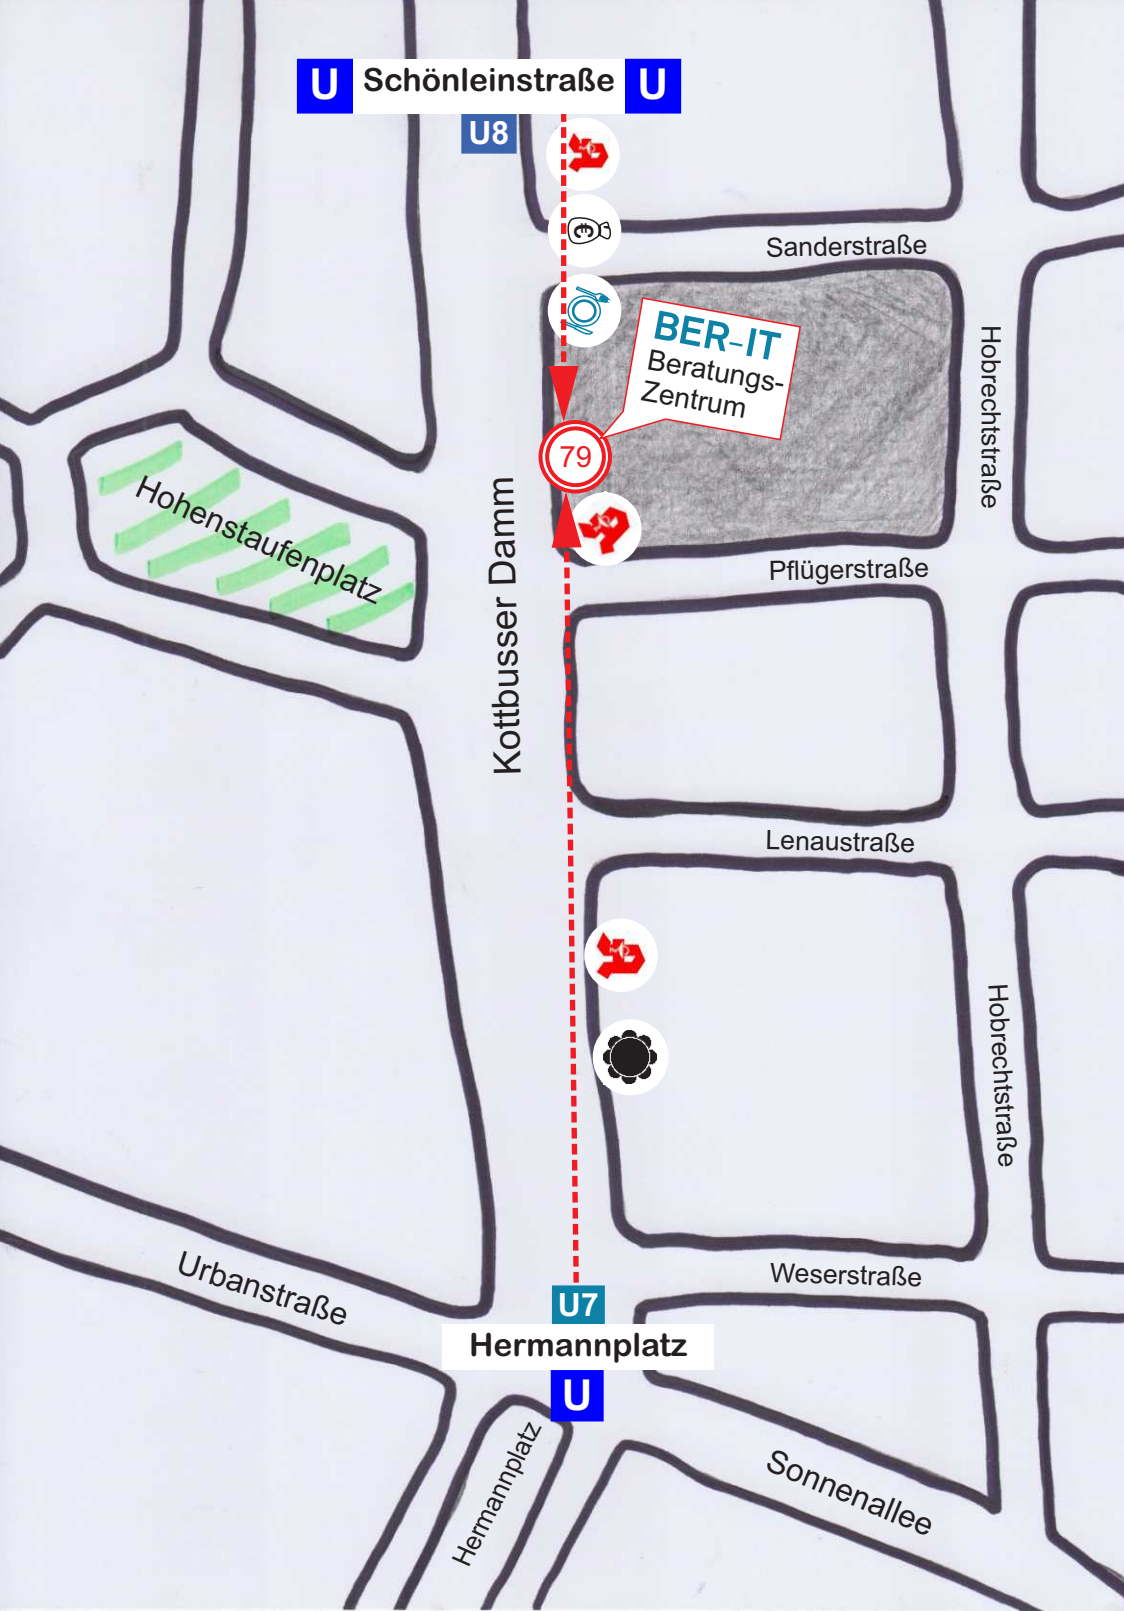 U Schönleinstraße U
U8
€
Sanderstraße
BER-IT
Beratungs-
Zentrum
Hobrechtstraße
79
Hohenstaufenplatz
Kottbusser Damm
Pflügerstraße
Lenaustraße
Hobrechtstraße
Urbanstraße
Weserstraße
U7
Hermannplatz
U
Hermannplatz
Sonnenallee